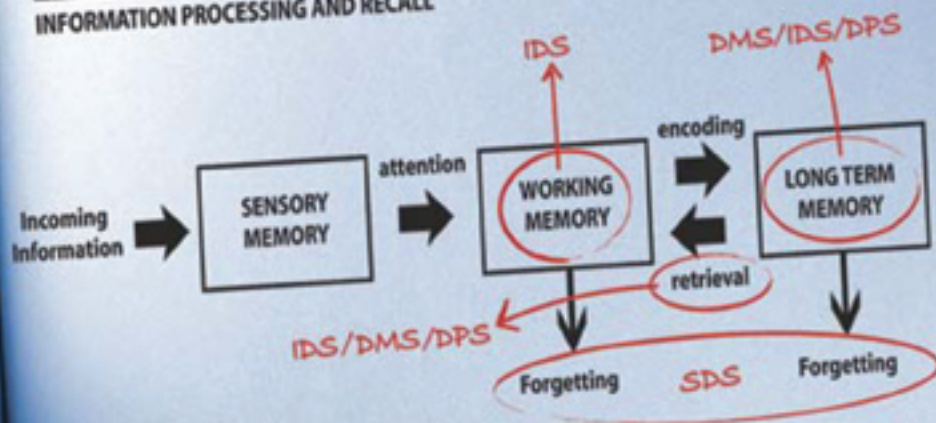 INFORMATION PROCESSING AND RECALL
IDS
DMS/IDS/DPS
Incoming
Information
SENSORY
MEMORY
attention
WORKING
MEMORY
encoding
LONG TERM
MEMORY
retrieval
IDS/DMS/DPS
Forgetting
SDS
Forgetting